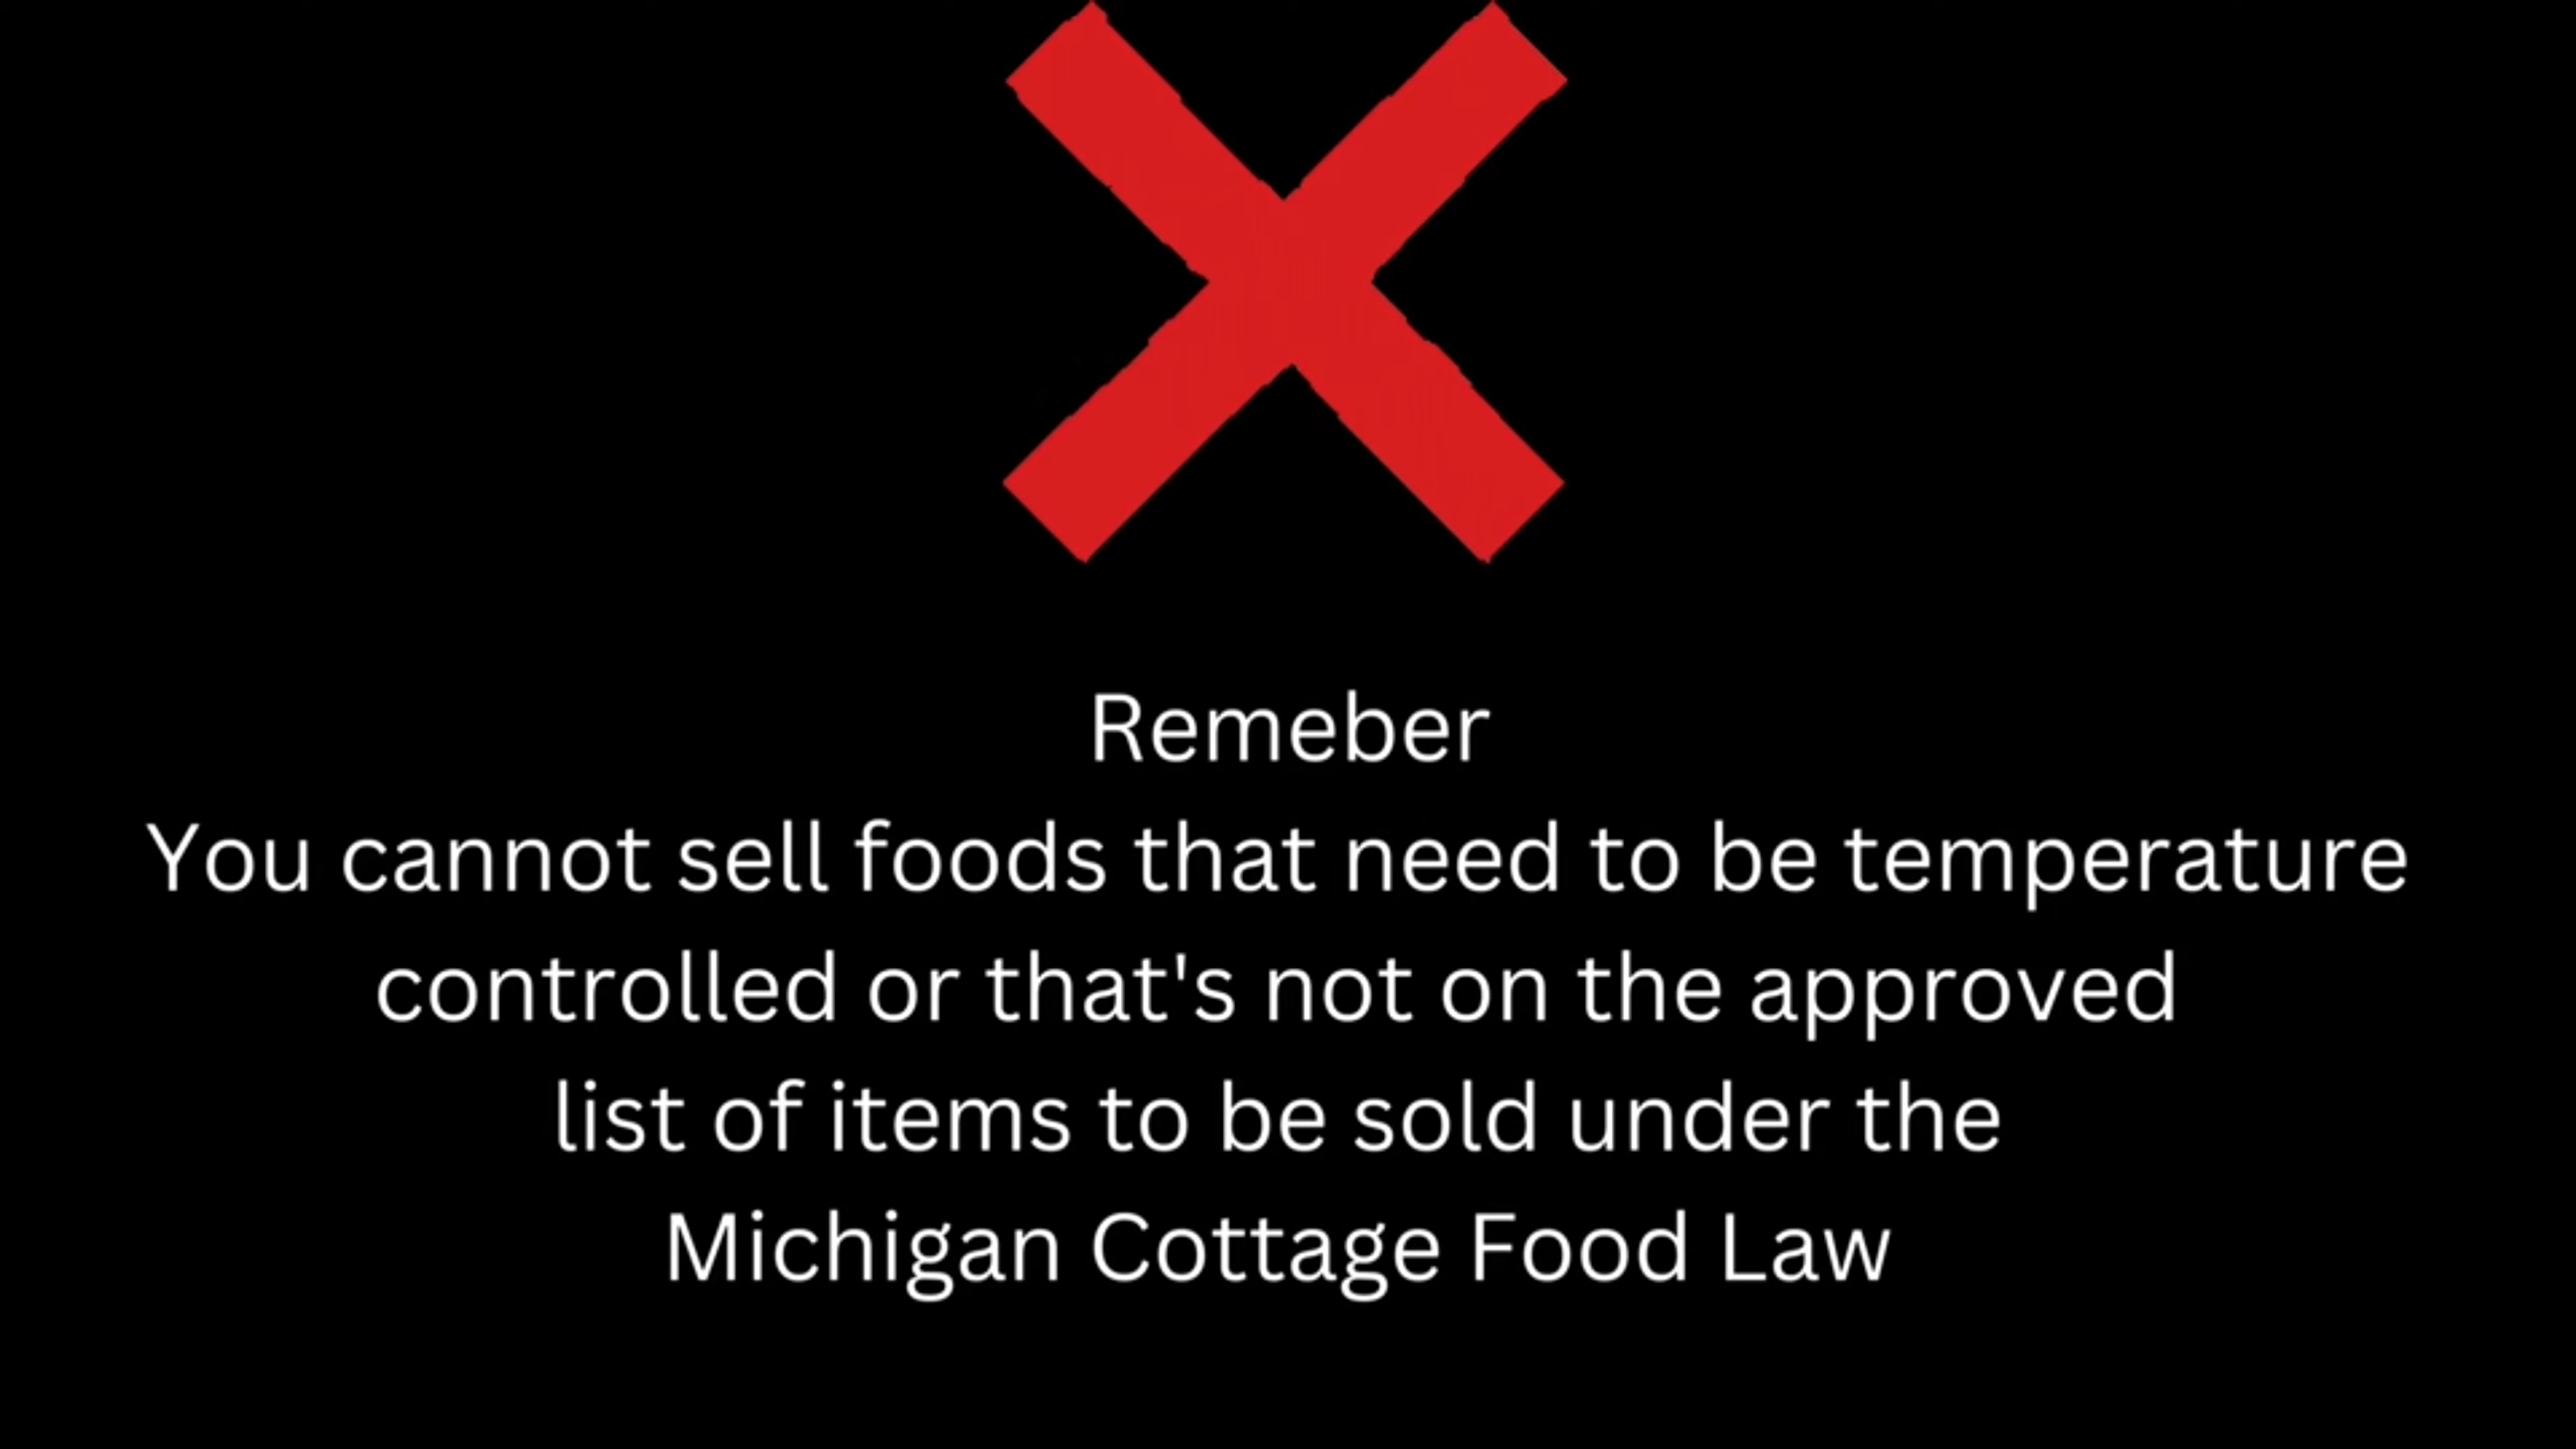 Remeber
You cannot sell foods that need to be temperature
controlled or that's not on the approved
list of items to be sold under the
Michigan Cottage Food Law